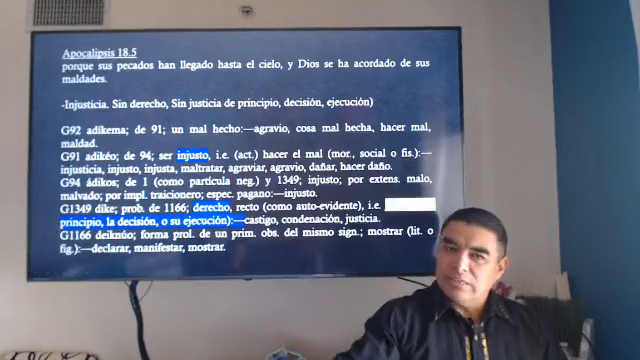 Apocalipsis 18.5
porque sus pecados han llegado hasta el cielo, y Dios se ha acordado de sus
maldades.
-Injusticia. Sin derecho, Sin justicia de principio, decisión, ejecución)
G92 adíkema; de 91; un mal hecho:—agravio, cosa mal hecha, hacer mal,
maldad.
G91 adikéo; de 94; ser injusto, i.e. (act.) hacer el mal (mor., social o fis.):—
injusticia, injusto, injusta, maltratar, agraviar, agravio, dañar, hacer daño.
G94 ádikos; de 1 (como partícula neg.) y 1349; injusto; por extens. malo,
malvado; por impl. traicionero; espec. pagano:—injusto.
G1349 díke; prob. de 1166; derecho, recto (como auto-evidente), i.e.
principio, la decisión, o su ejecución):—castigo, condenación, justicia.
G1166 deiknúo; forma prol. de un prim. obs. del mismo sign.; mostrar (lit. o
fig.):—declarar, manifestar, mostrar.